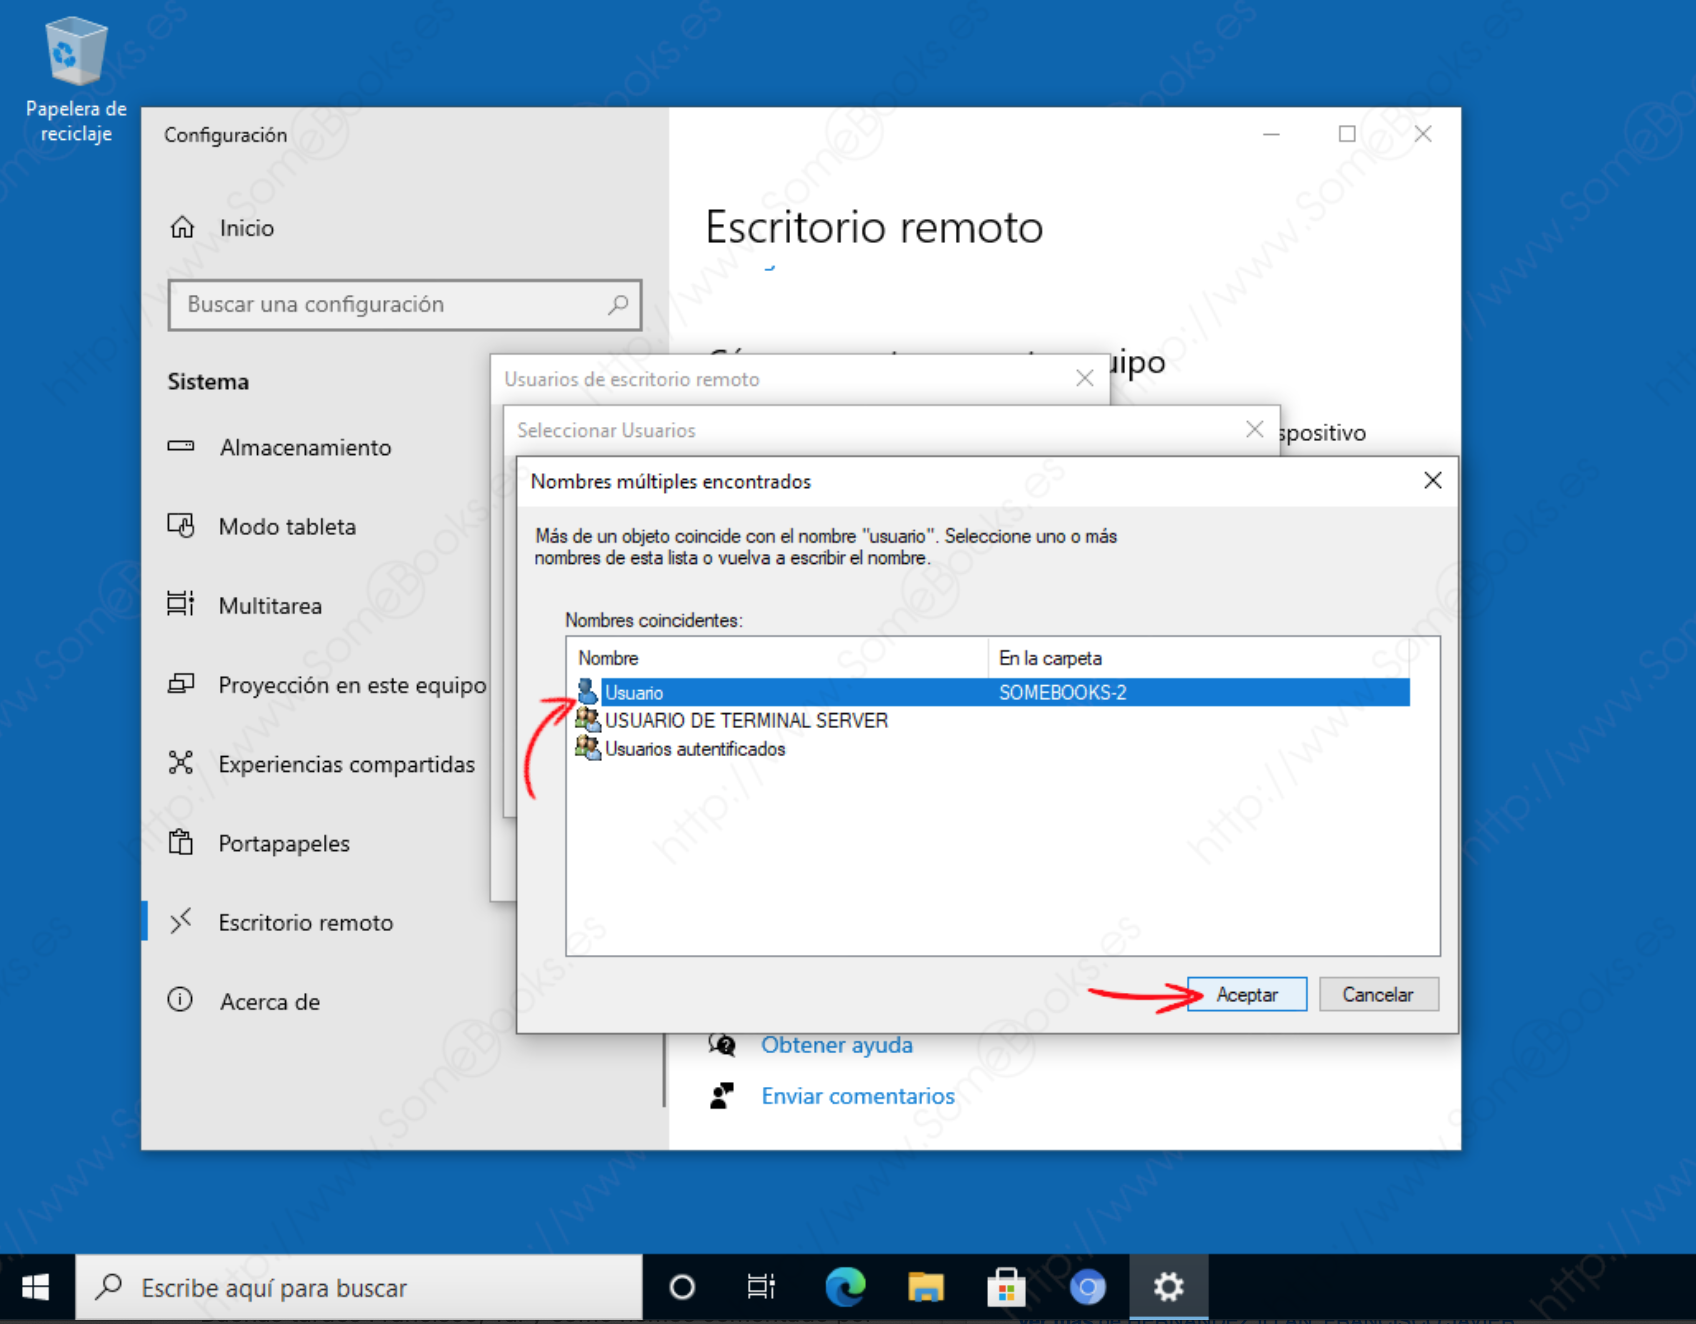 Papelera de
reciclaje
Configuración
Inicio
Buscar una configuración
Sistema
Almacenamiento
Modo tableta
Multitarea
Proyección en este equipo
Experiencias compartidas
Portapapeles
Escritorio remoto
Acerca de
Escritorio remoto
uipo
spositivo
Usuarios de escritorio remoto
Seleccionar Usuarios
Nombres múltiples encontrados
Más de un objeto coincide con el nombre "usuario". Seleccione uno o más
nombres de esta lista o vuelva a escribir el nombre.
Nombres coincidentes:
Nombre En la carpeta
Usuario SOMEBOOKS-2
USUARIO DE TERMINAL SERVER
Usuarios autentificados
Aceptar Cancelar
Obtener ayuda
Enviar comentarios
Escribe aquí para buscar
http://www.SomeBooks.es